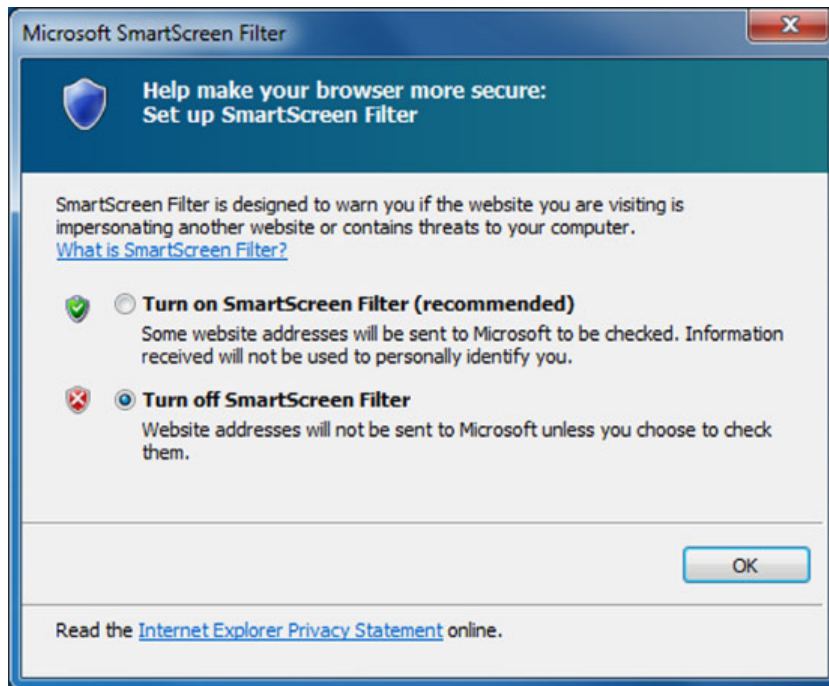 Microsoft SmartScreen Filter
Help make your browser more secure:
Set up SmartScreen Filter
SmartScreen Filter is designed to warn you if the website you are visiting is
impersonating another website or contains threats to your computer.
What is SmartScreen Filter?
Turn on SmartScreen Filter (recommended)
Some website addresses will be sent to Microsoft to be checked. Information
received will not be used to personally identify you.
Turn off SmartScreen Filter
Website addresses will not be sent to Microsoft unless you choose to check
them.
OK
Read the Internet Explorer Privacy Statement online.